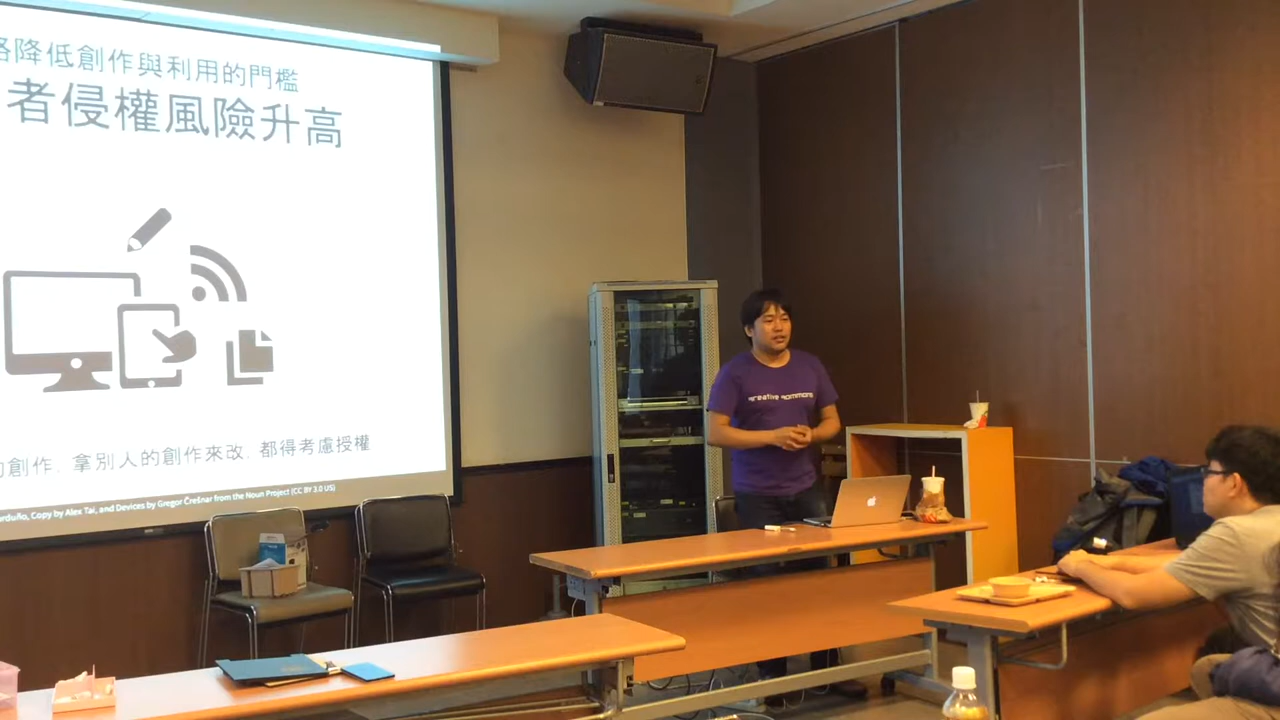 路降低創作與利用的門檻
者侵權風險升高
的創作, 拿別人的創作來改, 都得考慮授權
arduño, Copy by Alex Tai, and Devices by Gregor Črešnar from the Noun Project (CC BY 3.0 US)
creative commons